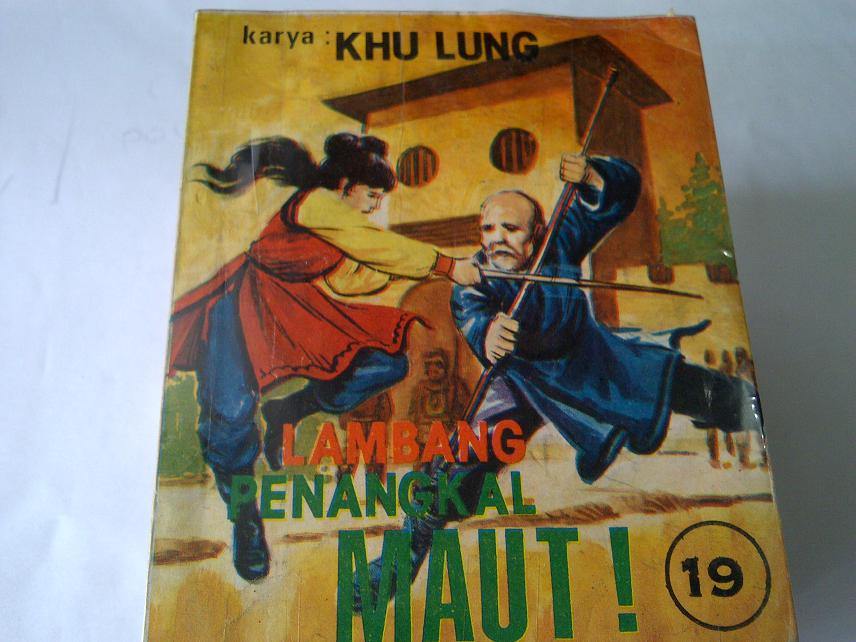 karya : KHU LUNG
LAMBANG
PENANGKAL
MAUT !
19